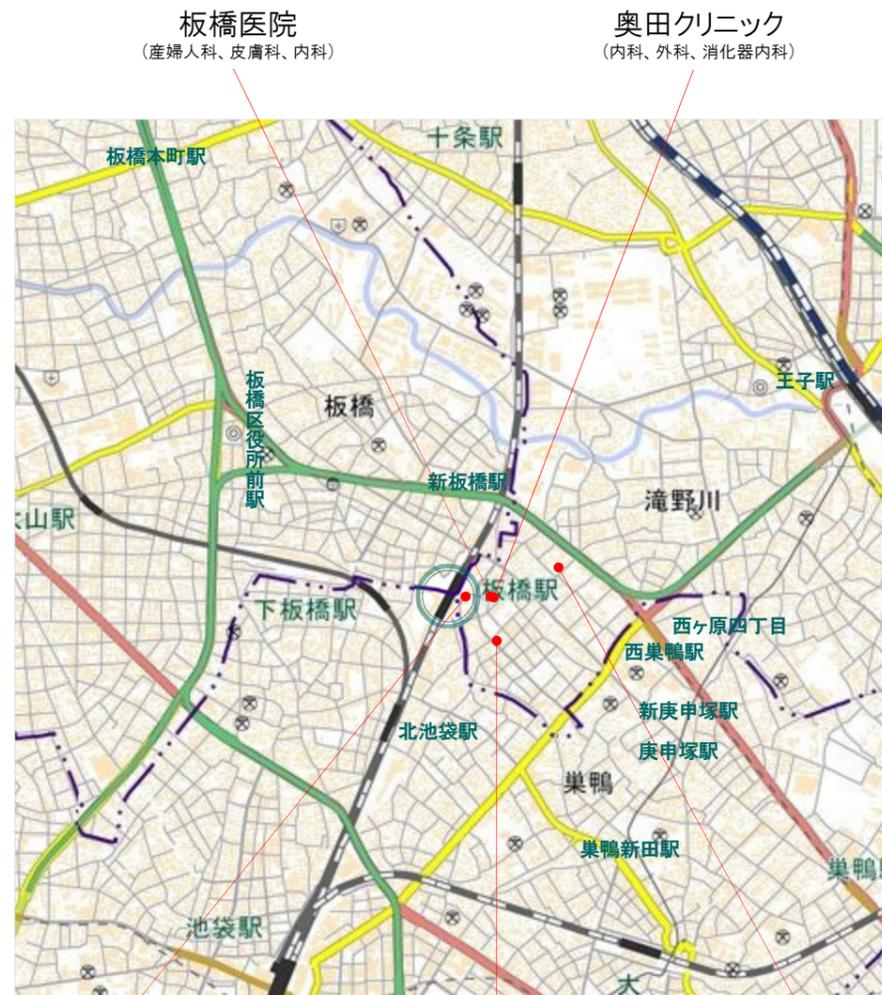 板橋医院
（産婦人科、皮膚科、内科）
奥田クリニック
（内科、外科、消化器内科）
十条駅
板橋本町駅
王子駅
板橋区役所前駅
板橋
新板橋駅
滝野川
山駅
板橋駅
下板橋駅
西ヶ原四丁目
西巣鴨駅
新庚申塚駅
北池袋駅
庚申塚駅
巣鴨
巣鴨新田駅
巣鴨
池袋駅
大